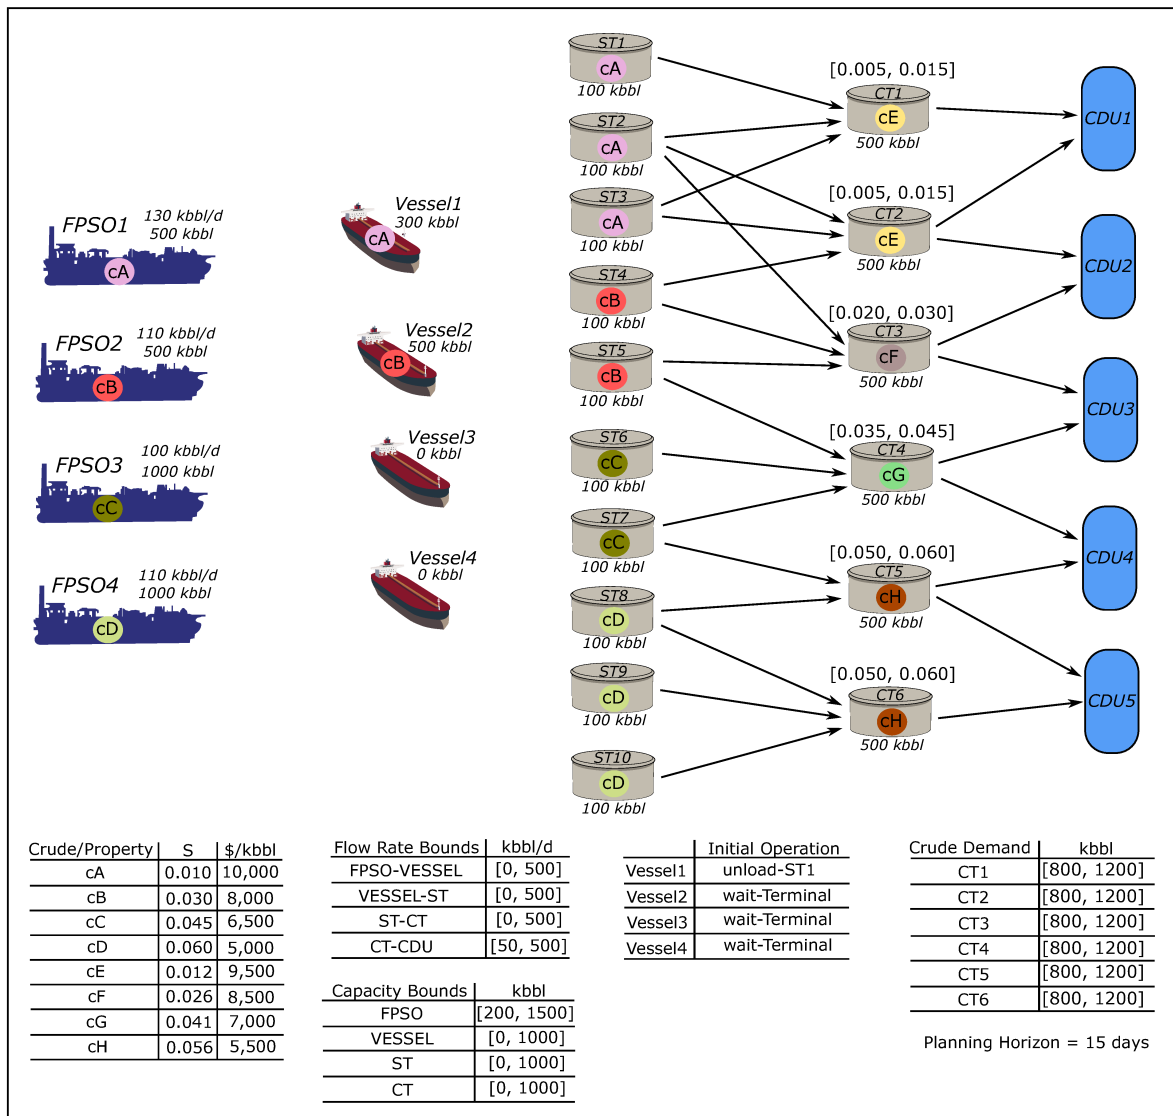 ST1
cA
100 kbbl
ST2
cA
100 kbbl
ST3
cA
100 kbbl
ST4
cB
100 kbbl
ST5
cB
100 kbbl
ST6
cC
100 kbbl
ST7
cC
100 kbbl
ST8
cD
100 kbbl
ST9
cD
100 kbbl
ST10
cD
100 kbbl
[0.005, 0.015]
CT1
cE
500 kbbl
[0.005, 0.015]
CT2
cE
500 kbbl
[0.020, 0.030]
CT3
cF
500 kbbl
[0.035, 0.045]
CT4
cG
500 kbbl
[0.050, 0.060]
CT5
cH
500 kbbl
[0.050, 0.060]
CT6
cH
500 kbbl
CDU1
CDU2
CDU3
CDU4
CDU5
FPSO1
130 kbbl/d
500 kbbl
cA
FPSO2
110 kbbl/d
500 kbbl
cB
FPSO3
100 kbbl/d
1000 kbbl
cC
FPSO4
110 kbbl/d
1000 kbbl
cD
Vessel1
300 kbbl
cA
Vessel2
500 kbbl
cB
Vessel3
0 kbbl
Vessel4
0 kbbl
Crude/Property S $/kbbl
cA 0.010 10,000
cB 0.030 8,000
cC 0.045 6,500
cD 0.060 5,000
cE 0.012 9,500
cF 0.026 8,500
cG 0.041 7,000
cH 0.056 5,500
Flow Rate Bounds kbbl/d
FPSO-VESSEL [0, 500]
VESSEL-ST [0, 500]
ST-CT [0, 500]
CT-CDU [50, 500]
Capacity Bounds kbbl
FPSO [200, 1500]
VESSEL [0, 1000]
ST [0, 1000]
CT [0, 1000]
Initial Operation
Vessel1 unload-ST1
Vessel2 wait-Terminal
Vessel3 wait-Terminal
Vessel4 wait-Terminal
Crude Demand kbbl
CT1 [800, 1200]
CT2 [800, 1200]
CT3 [800, 1200]
CT4 [800, 1200]
CT5 [800, 1200]
CT6 [800, 1200]
Planning Horizon = 15 days